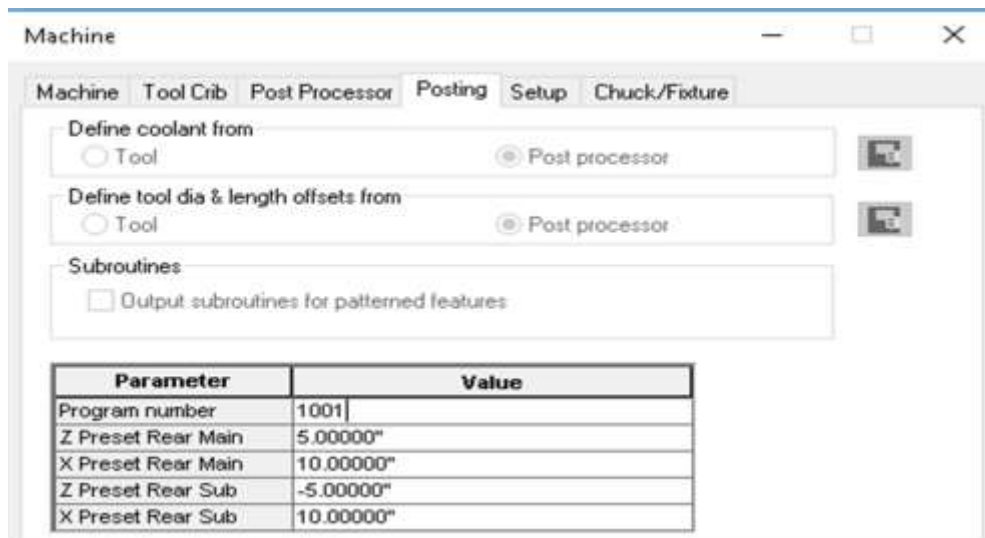 Machine
Machine Tool Crib Post Processor Posting Setup Chuck/Fixture
Define coolant from
Tool Post processor
Define tool dia & length offsets from
Tool Post processor
Subroutines
Output subroutines for patterned features
Parameter Value
Program number 1001
Z Preset Rear Main 5.00000"
X Preset Rear Main 10.00000"
Z Preset Rear Sub -5.00000"
X Preset Rear Sub 10.00000"